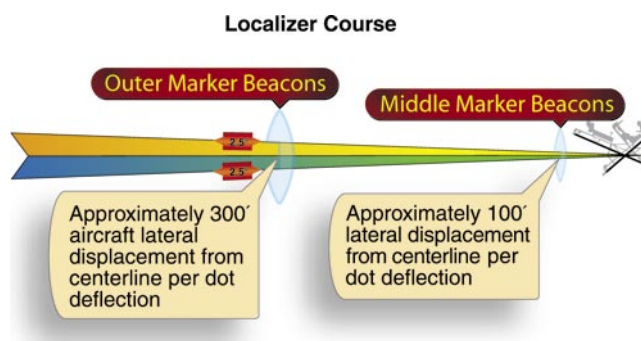 Localizer Course
Outer Marker Beacons
Middle Marker Beacons
2.5
2.5
Approximately 300´
aircraft lateral
displacement from
centerline per dot
deflection
Approximately 100´
lateral displacement
from centerline per
dot deflection